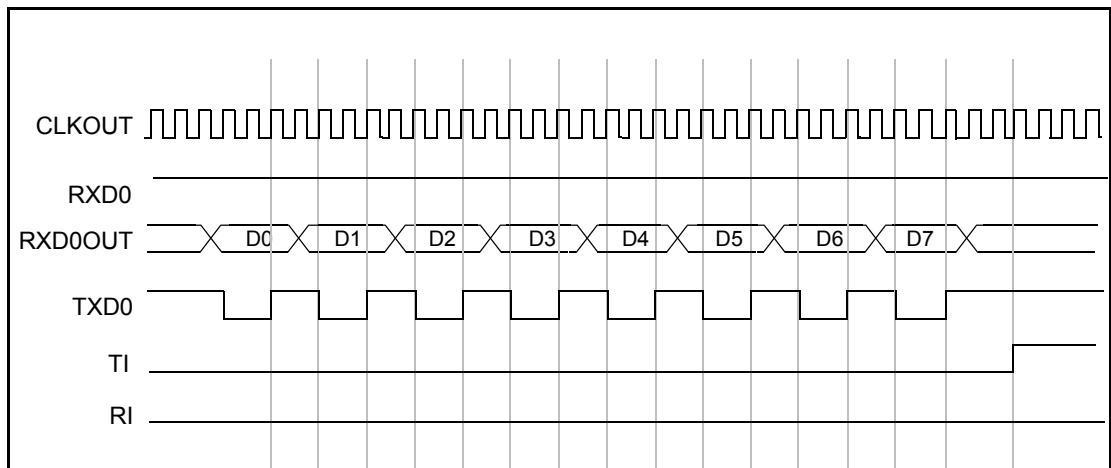 CLKOUT
RXD0
RXD0OUT D0 D1 D2 D3 D4 D5 D6 D7
TXD0
TI
RI